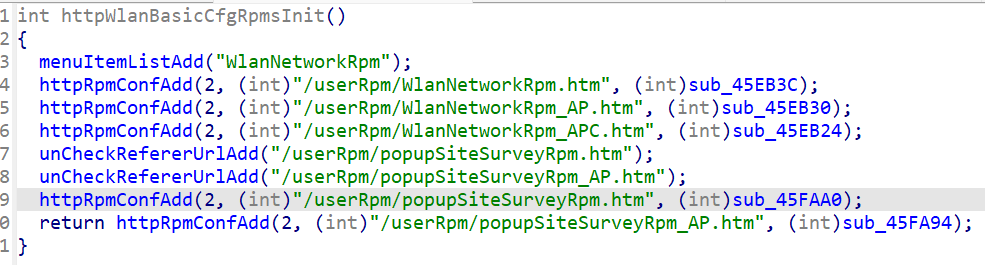 1 int httpWlanBasicCfgRpmsInit()
2 {
3 menuItemListAdd("WlanNetworkRpm");
4 httpRpmConfAdd(2, (int)"/userRpm/WlanNetworkRpm.htm", (int)sub_45EB3C);
5 httpRpmConfAdd(2, (int)"/userRpm/WlanNetworkRpm_AP.htm", (int)sub_45EB30);
6 httpRpmConfAdd(2, (int)"/userRpm/WlanNetworkRpm_APC.htm", (int)sub_45EB24);
7 unCheckRefererUrlAdd("/userRpm/popupSiteSurveyRpm.htm");
8 unCheckRefererUrlAdd("/userRpm/popupSiteSurveyRpm_AP.htm");
9 httpRpmConfAdd(2, (int)"/userRpm/popupSiteSurveyRpm.htm", (int)sub_45FAA0);
0 return httpRpmConfAdd(2, (int)"/userRpm/popupSiteSurveyRpm_AP.htm", (int)sub_45FA94);
1 }